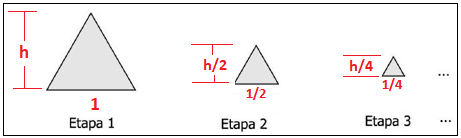 h
1
Etapa 1
h/2
1/2
Etapa 2
h/4
1/4
Etapa 3
...
...